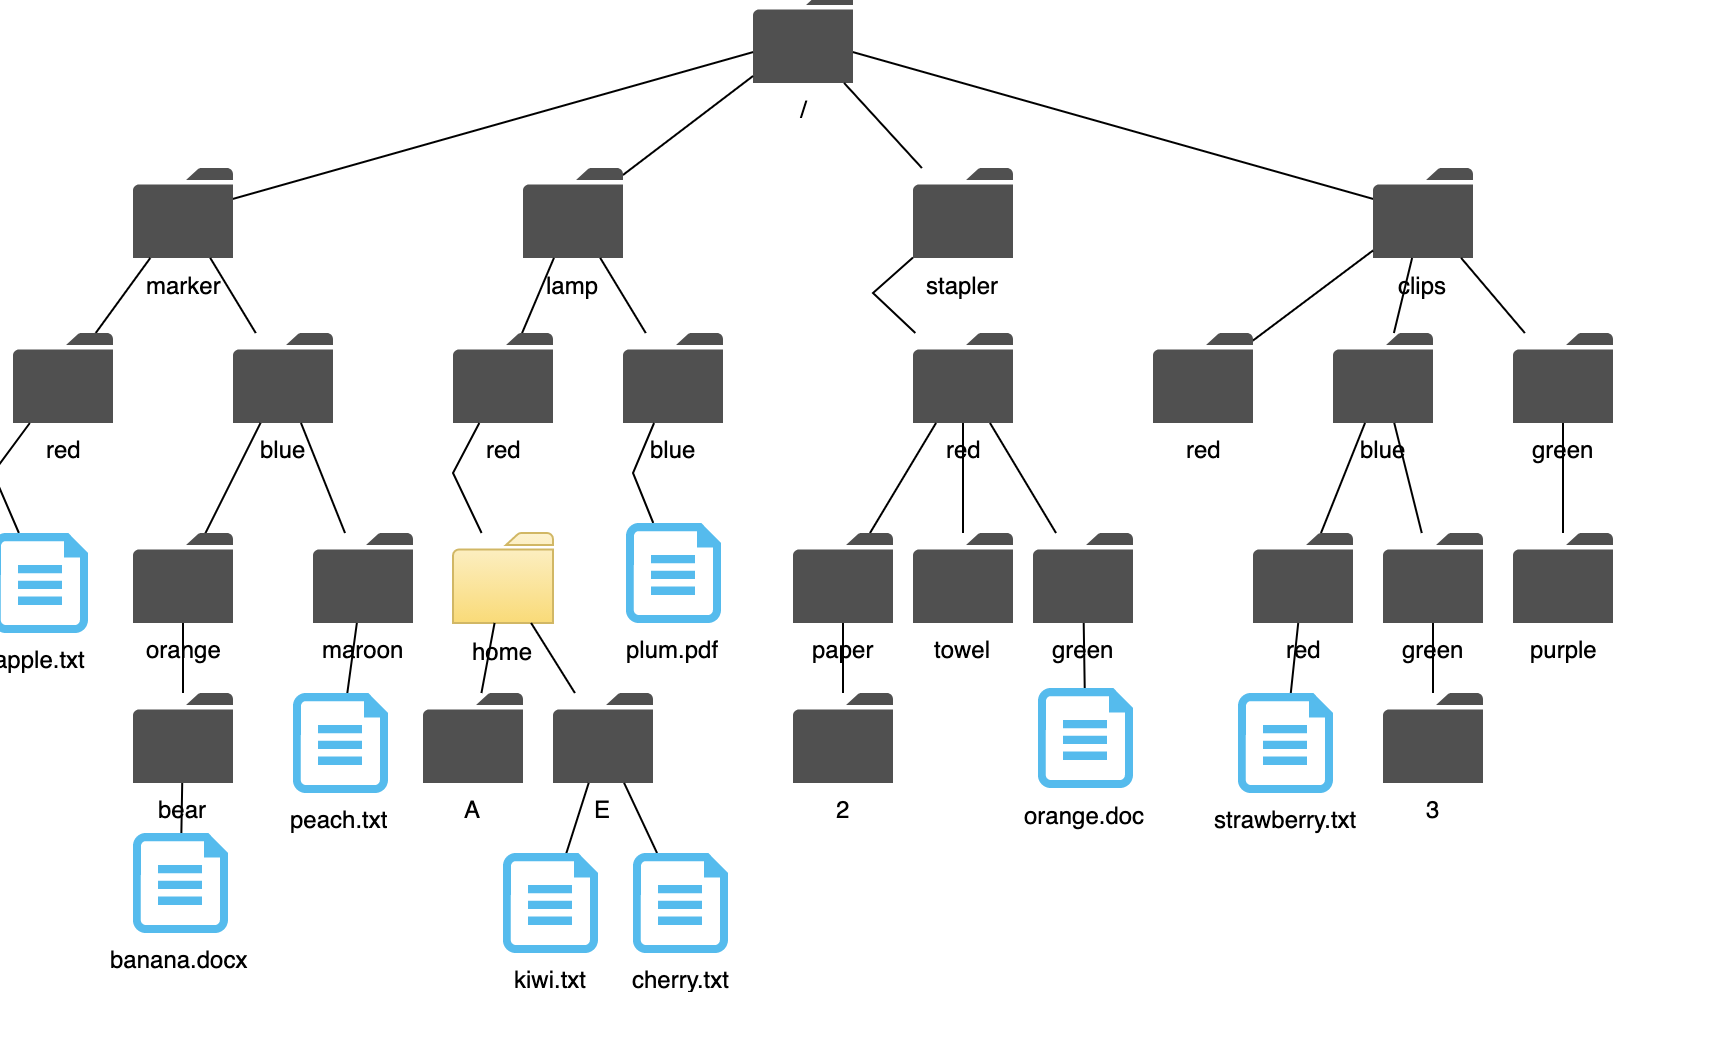 /
marker
lamp
stapler
clips
red
blue
red
blue
red
red
blue
green
apple.txt
orange
maroon
home
plum.pdf
paper
towel
green
red
green
purple
bear
peach.txt
A
E
2
orange.doc
strawberry.txt
3
banana.docx
kiwi.txt
cherry.txt